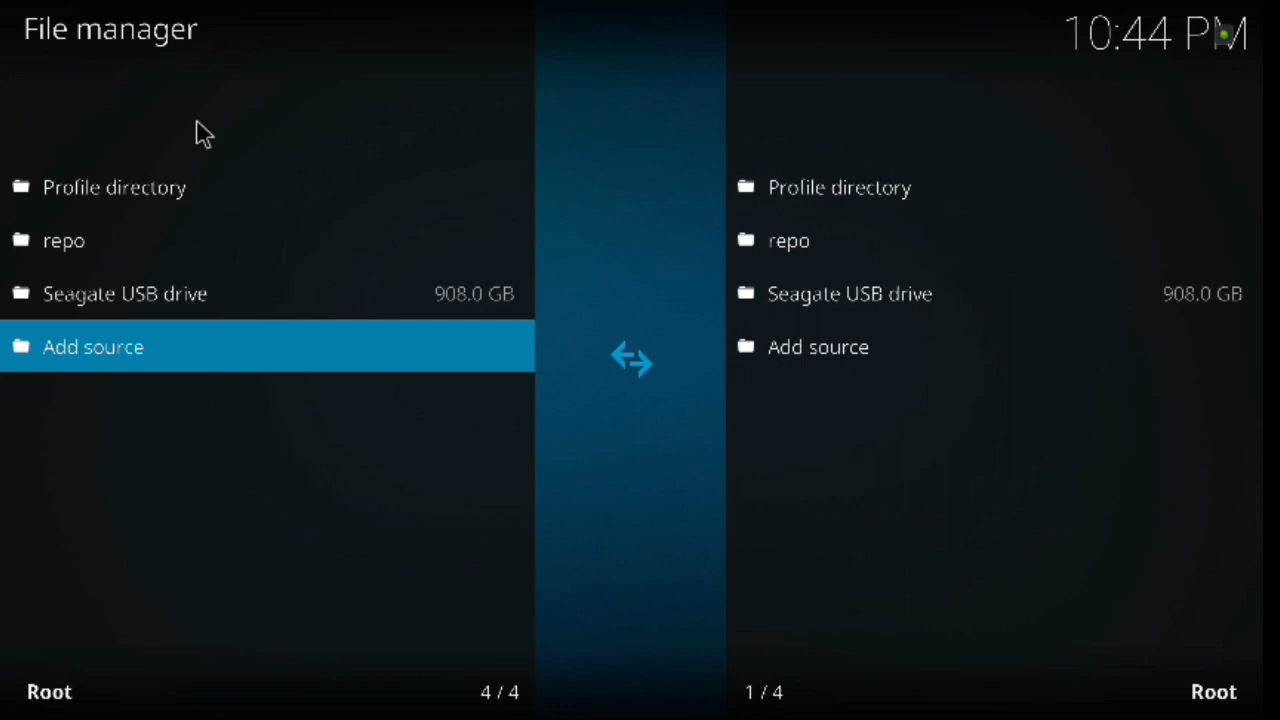 File manager
10:44 PM
Profile directory
repo
Seagate USB drive 908.0 GB
Add source
Profile directory
repo
Seagate USB drive 908.0 GB
Add source
Root 4 / 4
1 / 4 Root